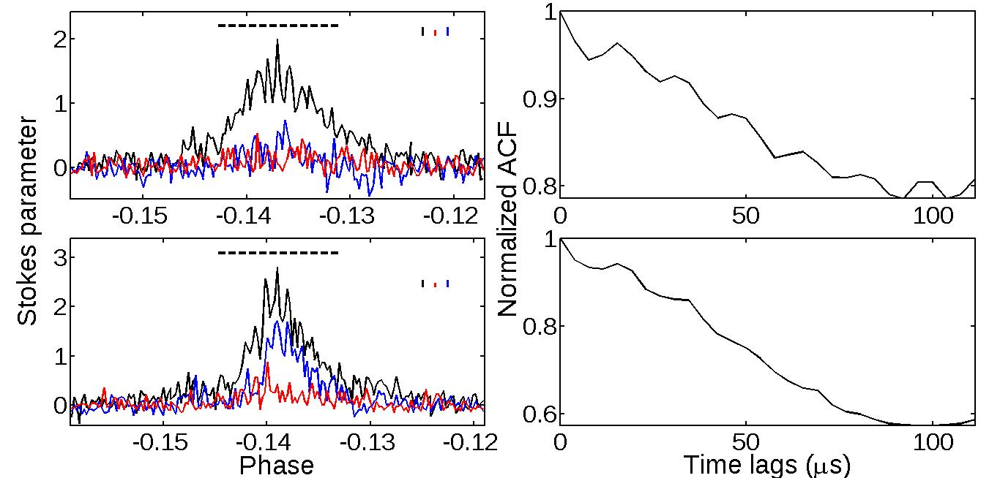 Stokes parameter
2
1
0
-0.15 -0.14 -0.13 -0.12
3
2
1
0
-0.15 -0.14 -0.13 -0.12
Phase
Normalized ACF
1
0.9
0.8
0 50 100
1
0.8
0.6
0 50 100
Time lags (μs)